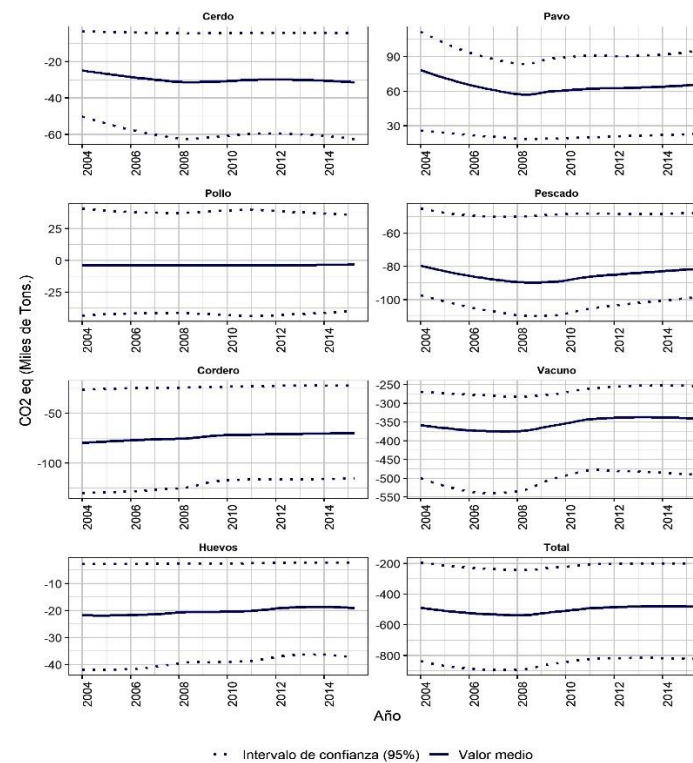 Cerdo
-20
-40
-60
2004 2006 2008 2010 2012 2014
Pavo
90
60
30
2004 2006 2008 2010 2012 2014
Pollo
25
0
-25
2004 2006 2008 2010 2012 2014
Pescado
-60
-80
-100
2004 2006 2008 2010 2012 2014
CO2 eq (Miles de Tons.)
Cordero
-50
-100
2004 2006 2008 2010 2012 2014
Vacuno
-250
-300
-350
-400
-450
-500
-550
2004 2006 2008 2010 2012 2014
Huevos
-10
-20
-30
-40
2004 2006 2008 2010 2012 2014
Total
-200
-400
-600
-800
2004 2006 2008 2010 2012 2014
Año
Intervalo de confianza (95%) Valor medio